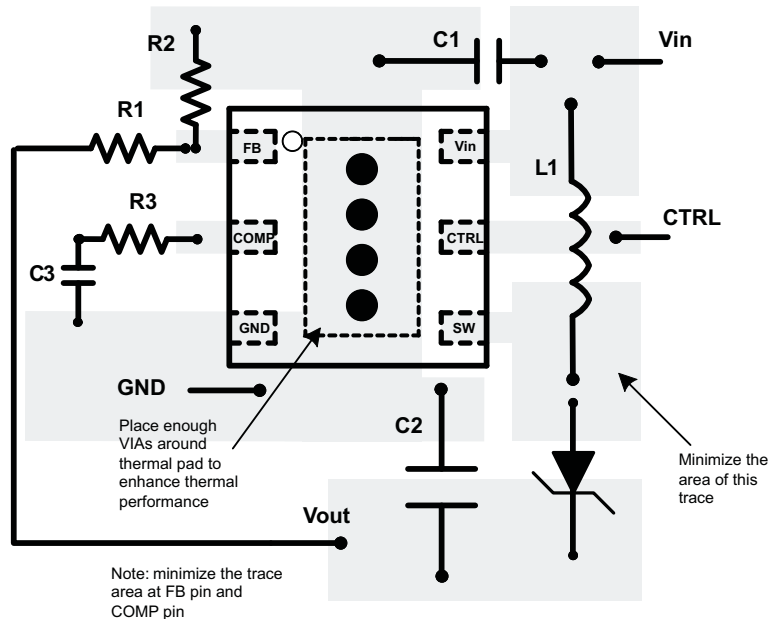 R2
C1
Vin
R1
FB
Vin
L1
R3
COMP
CTRL
CTRL
C3
GND
SW
GND
Place enough
VIAs around
thermal pad to
enhance thermal
performance
C2
Minimize the
area of this
trace
Vout
Note: minimize the trace
area at FB pin and
COMP pin